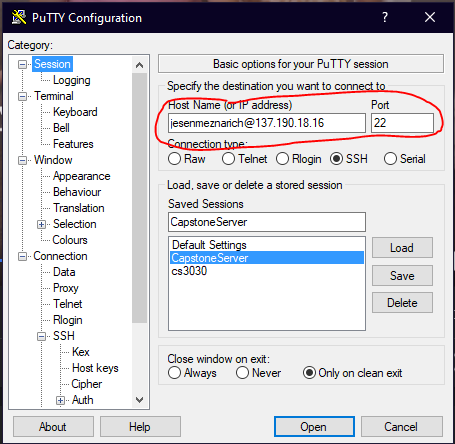 PuTTY Configuration
?
Category:
Session
Logging
Terminal
Keyboard
Bell
Features
Window
Appearance
Behaviour
Translation
Selection
Colours
Connection
Data
Proxy
Telnet
Rlogin
SSH
Kex
Host keys
Cipher
Auth
Basic options for your PuTTY session
Specify the destination you want to connect to
Host Name (or IP address) Port
jesenmeznarich@137.190.18.16 22
Connection type:
Raw Telnet Rlogin SSH Serial
Load, save or delete a stored session
Saved Sessions
CapstoneServer
Default Settings
CapstoneServer
cs3030
Load
Save
Delete
Close window on exit:
Always Never Only on clean exit
About Help Open Cancel